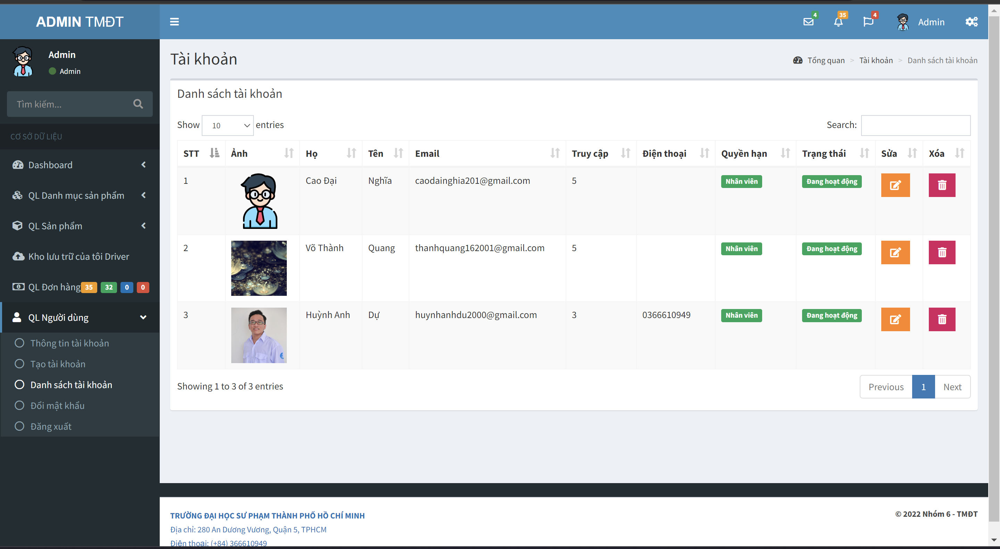 ADMIN TMĐT
4
35
4
Admin
Admin
Admin
Tìm kiếm...
CƠ SỞ DỮ LIỆU
Dashboard
QL Danh mục sản phẩm
QL Sản phẩm
Kho lưu trữ của tôi Driver
QL Đơn hàng 35 32 0 0
QL Người dùng
Thông tin tài khoản
Tạo tài khoản
Danh sách tài khoản
Đổi mật khẩu
Đăng xuất
Tài khoản
Tổng quan > Tài khoản > Danh sách tài khoản
Danh sách tài khoản
Show 10 entries
Search:
STT Ảnh Họ Tên Email Truy cập Điện thoại Quyền hạn Trạng thái Sửa Xóa
1 Cao Đại Nghĩa caodainghia201@gmail.com 5 Nhân viên Đang hoạt động
2 Võ Thành Quang thanhquang162001@gmail.com 5 Nhân viên Đang hoạt động
3 Huỳnh Anh Dự huynhanhdu2000@gmail.com 3 0366610949 Nhân viên Đang hoạt động
Showing 1 to 3 of 3 entries
Previous 1 Next
TRƯỜNG ĐẠI HỌC SƯ PHẠM THÀNH PHỐ HỒ CHÍ MINH
© 2022 Nhóm 6 - TMĐT
Địa chỉ: 280 An Dương Vương, Quận 5, TPHCM
Điện thoại: (+84) 366610949